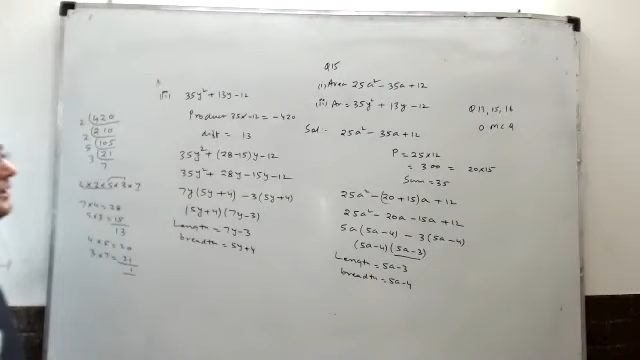 Q15
(i) Area 25a² - 35a + 12
(ii) Ar = 35y² + 13y - 12
Q 13, 15, 16
O MCQ
Sol :- 25a² - 35a + 12
P = 25 x 12
= 300 = 20 x 15
Sum = 35
25a² - (20 + 15)a + 12
25a² - 20a - 15a + 12
5a (5a - 4) - 3 (5a - 4)
(5a - 4) (5a - 3)
Length = 5a - 3
breadth = 5a - 4
(ii) 35y² + 13y - 12
Product 35 x -12 = -420
diff = 13
35y² + (28 - 15) y - 12
35y² + 28y - 15y - 12
7y (5y + 4) - 3 (5y + 4)
(5y + 4) (7y - 3)
Length = 7y - 3
breadth = 5y + 4
2 420
2 210
5 105
3 21
7
2 x 2 x 5 x 3 x 7
7 x 4 = 28
5 x 3 = 15
13
4 x 5 = 20
3 x 7 = 21
1